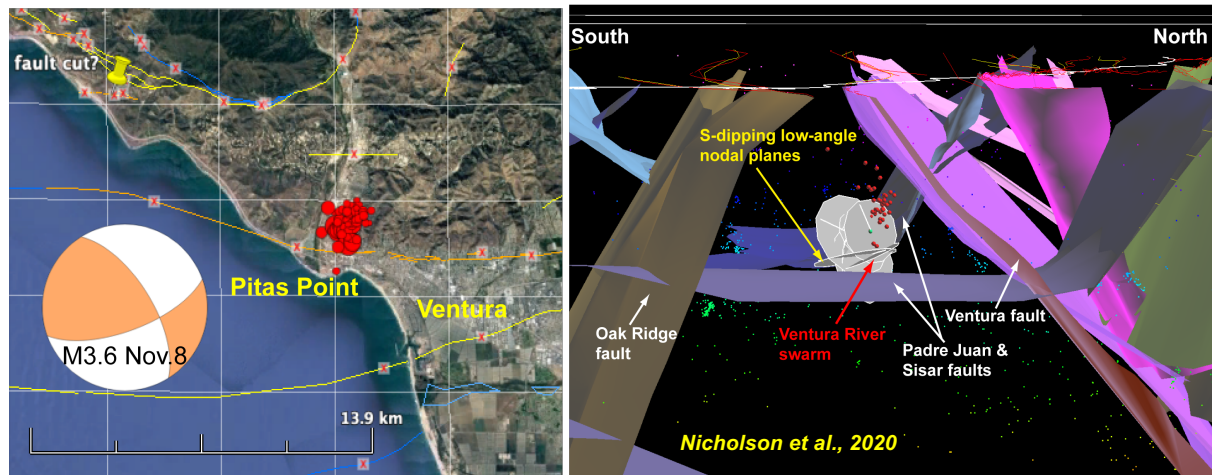 fault cut?
Pitas Point
Ventura
M3.6 Nov.8
13.9 km
South
North
S-dipping low-angle
nodal planes
Oak Ridge
fault
Ventura River
swarm
Ventura fault
Padre Juan &
Sisar faults
Nicholson et al., 2020